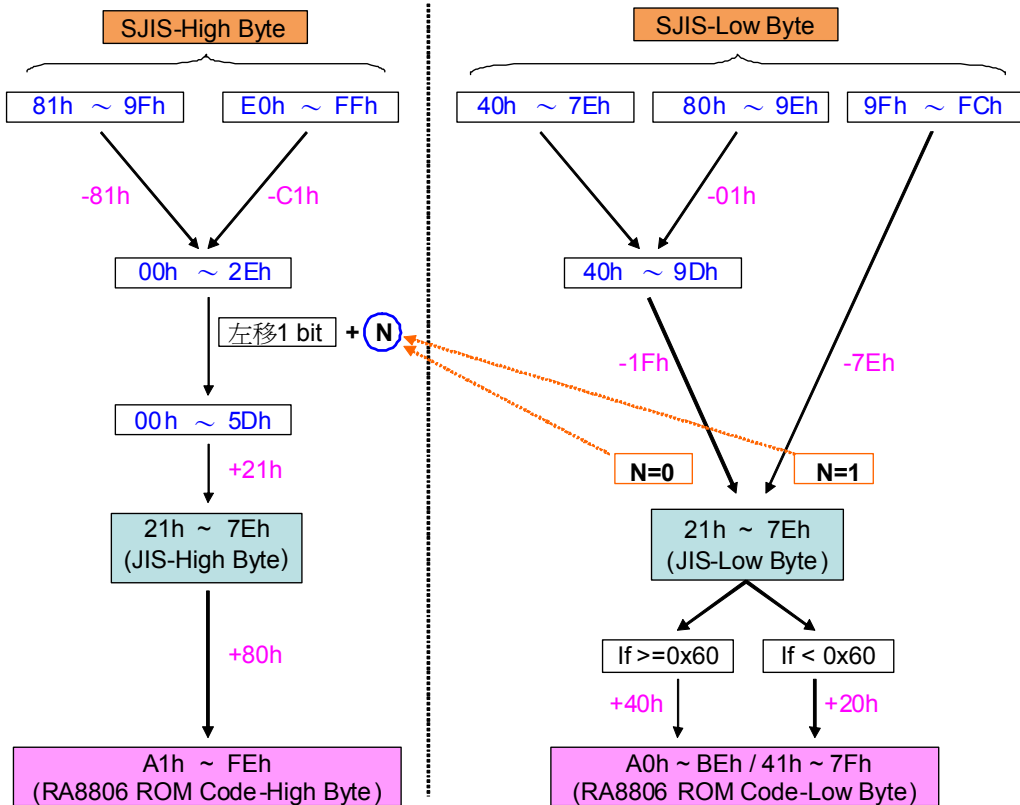 SJIS-High Byte
81h ～ 9Fh
E0h ～ FFh
-81h
-C1h
00h ～ 2Eh
左移1 bit
+
N
00h ～ 5Dh
+21h
21h ~ 7Eh
(JIS-High Byte)
+80h
A1h ~ FEh
(RA8806 ROM Code-High Byte)
SJIS-Low Byte
40h ～ 7Eh
80h ～ 9Eh
9Fh ～ FCh
-01h
40h ～ 9Dh
-1Fh
-7Eh
N=0
N=1
21h ~ 7Eh
(JIS-Low Byte)
If >=0x60
If < 0x60
+40h
+20h
A0h ~ BEh / 41h ~ 7Fh
(RA8806 ROM Code-Low Byte)